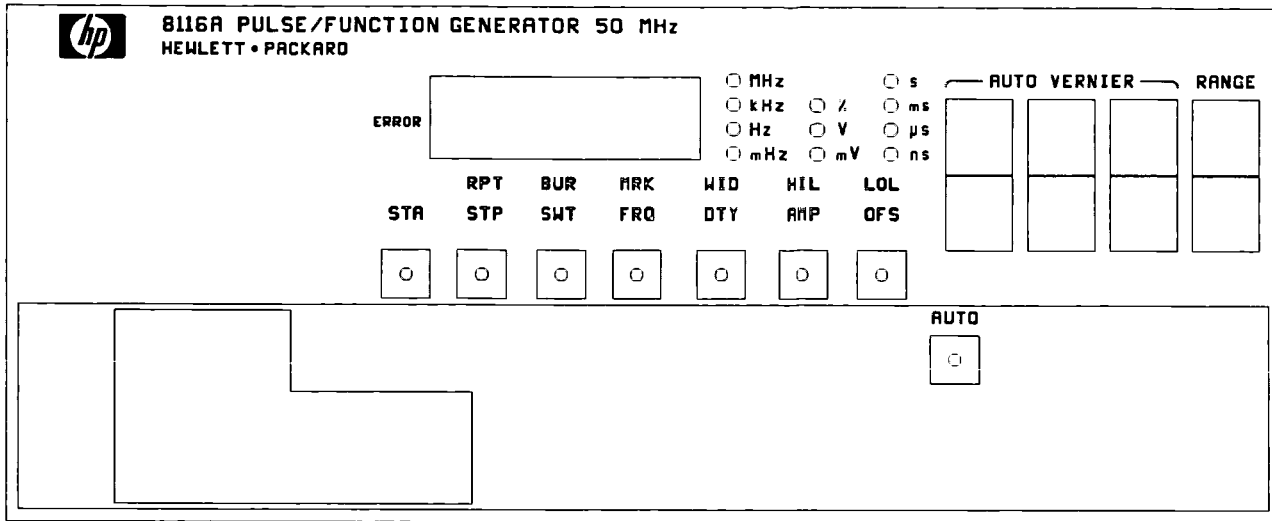 hp
8116A PULSE/FUNCTION GENERATOR 50 MHz
HEWLETT • PACKARD
ERROR
MHz
kHz
Hz
mHz
%
V
mV
s
ms
µs
ns
AUTO VERNIER
RANGE
RPT BUR MRK WID HIL LOL
STA STP SWT FRQ DTY AMP OFS
AUTO